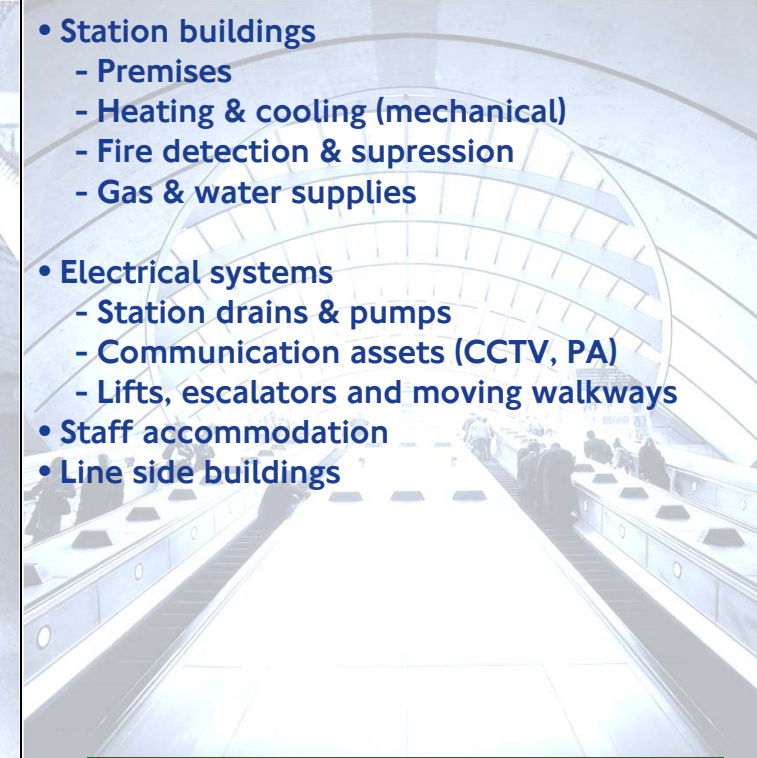 • Station buildings
- Premises
- Heating & cooling (mechanical)
- Fire detection & supression
- Gas & water supplies
• Electrical systems
- Station drains & pumps
- Communication assets (CCTV, PA)
- Lifts, escalators and moving walkways
• Staff accommodation
• Line side buildings